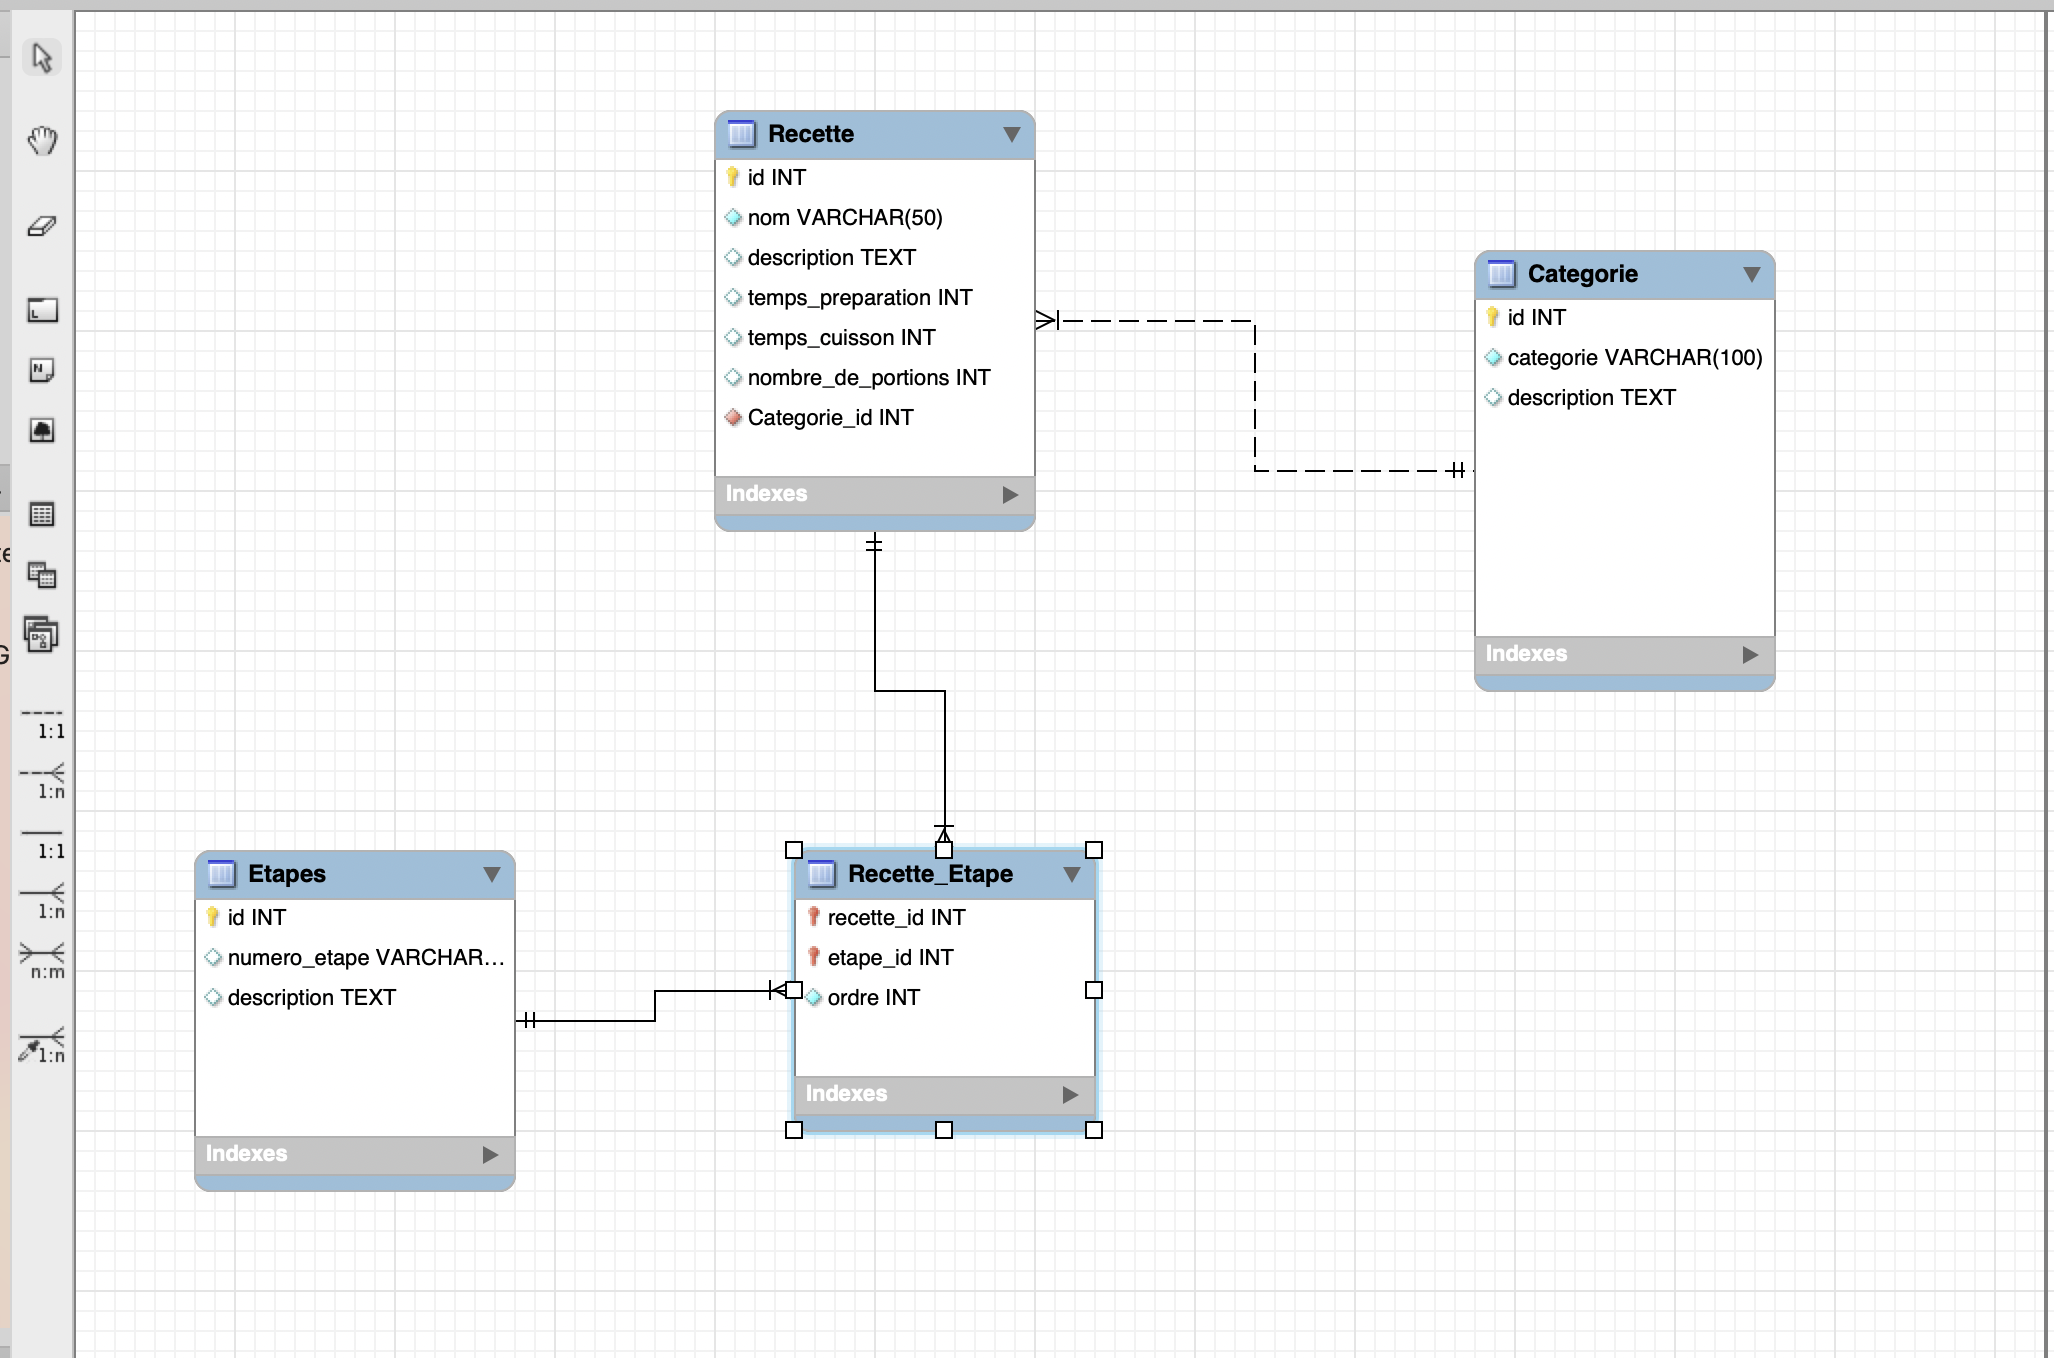 Recette
id INT
nom VARCHAR(50)
description TEXT
temps_preparation INT
temps_cuisson INT
nombre_de_portions INT
Categorie_id INT
Indexes
Categorie
id INT
categorie VARCHAR(100)
description TEXT
Indexes
Etapes
id INT
numero_etape VARCHAR...
description TEXT
Indexes
Recette_Etape
recette_id INT
etape_id INT
ordre INT
Indexes
1:1
1:n
1:1
1:n
n:m
1:n